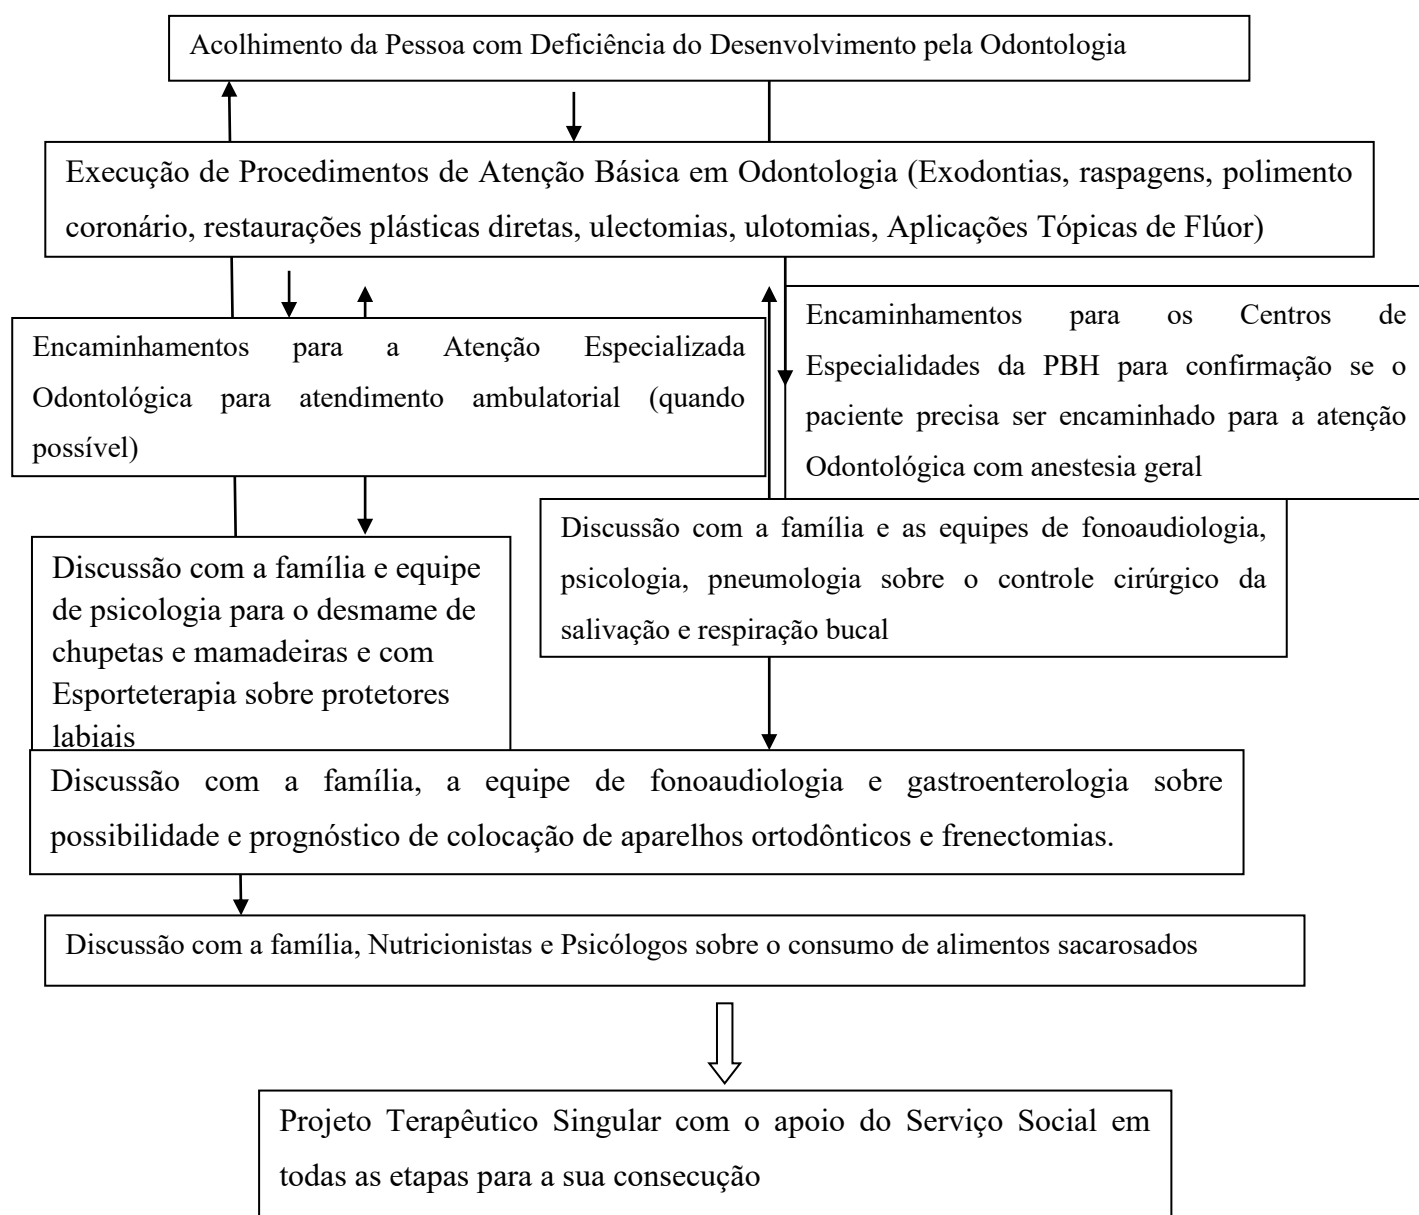 Acolhimento da Pessoa com Deficiência do Desenvolvimento pela Odontologia
Execução de Procedimentos de Atenção Básica em Odontologia (Exodontias, raspagens, polimento
coronário, restaurações plásticas diretas, ulectomias, ulotomias, Aplicações Tópicas de Flúor)
Encaminhamentos para a Atenção Especializada
Odontológica para atendimento ambulatorial (quando
possível)
Encaminhamentos para os Centros de
Especialidades da PBH para confirmação se o
paciente precisa ser encaminhado para a atenção
Odontológica com anestesia geral
Discussão com a família e equipe
de psicologia para o desmame de
chupetas e mamadeiras e com
Esporteterapia sobre protetores
labiais
Discussão com a família e as equipes de fonoaudiologia,
psicologia, pneumologia sobre o controle cirúrgico da
salivação e respiração bucal
Discussão com a família, a equipe de fonoaudiologia e gastroenterologia sobre
possibilidade e prognóstico de colocação de aparelhos ortodônticos e frenectomias.
Discussão com a família, Nutricionistas e Psicólogos sobre o consumo de alimentos sacarosados
Projeto Terapêutico Singular com o apoio do Serviço Social em
todas as etapas para a sua consecução